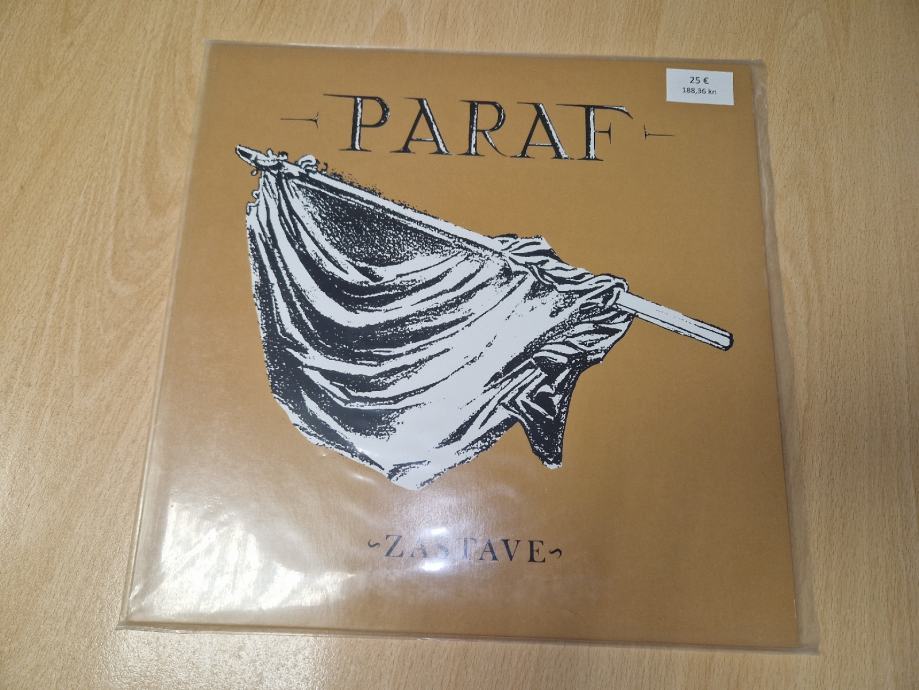 25 €
188,36 kn
PARAF
~ZASTAVE~